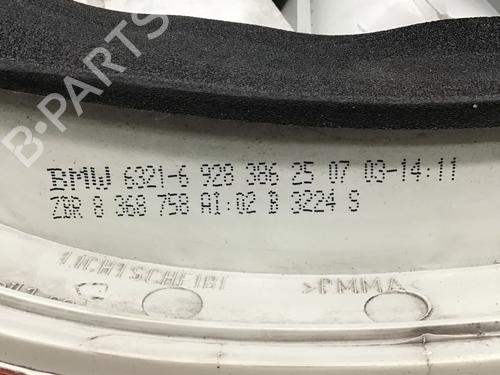 B-PARTS
BMW 6321-6 928 386 25 07 03-14:11
ZBR 8 368 758 A1:02 B 3224 S
LICHTSCHEIBE
>PMMA<